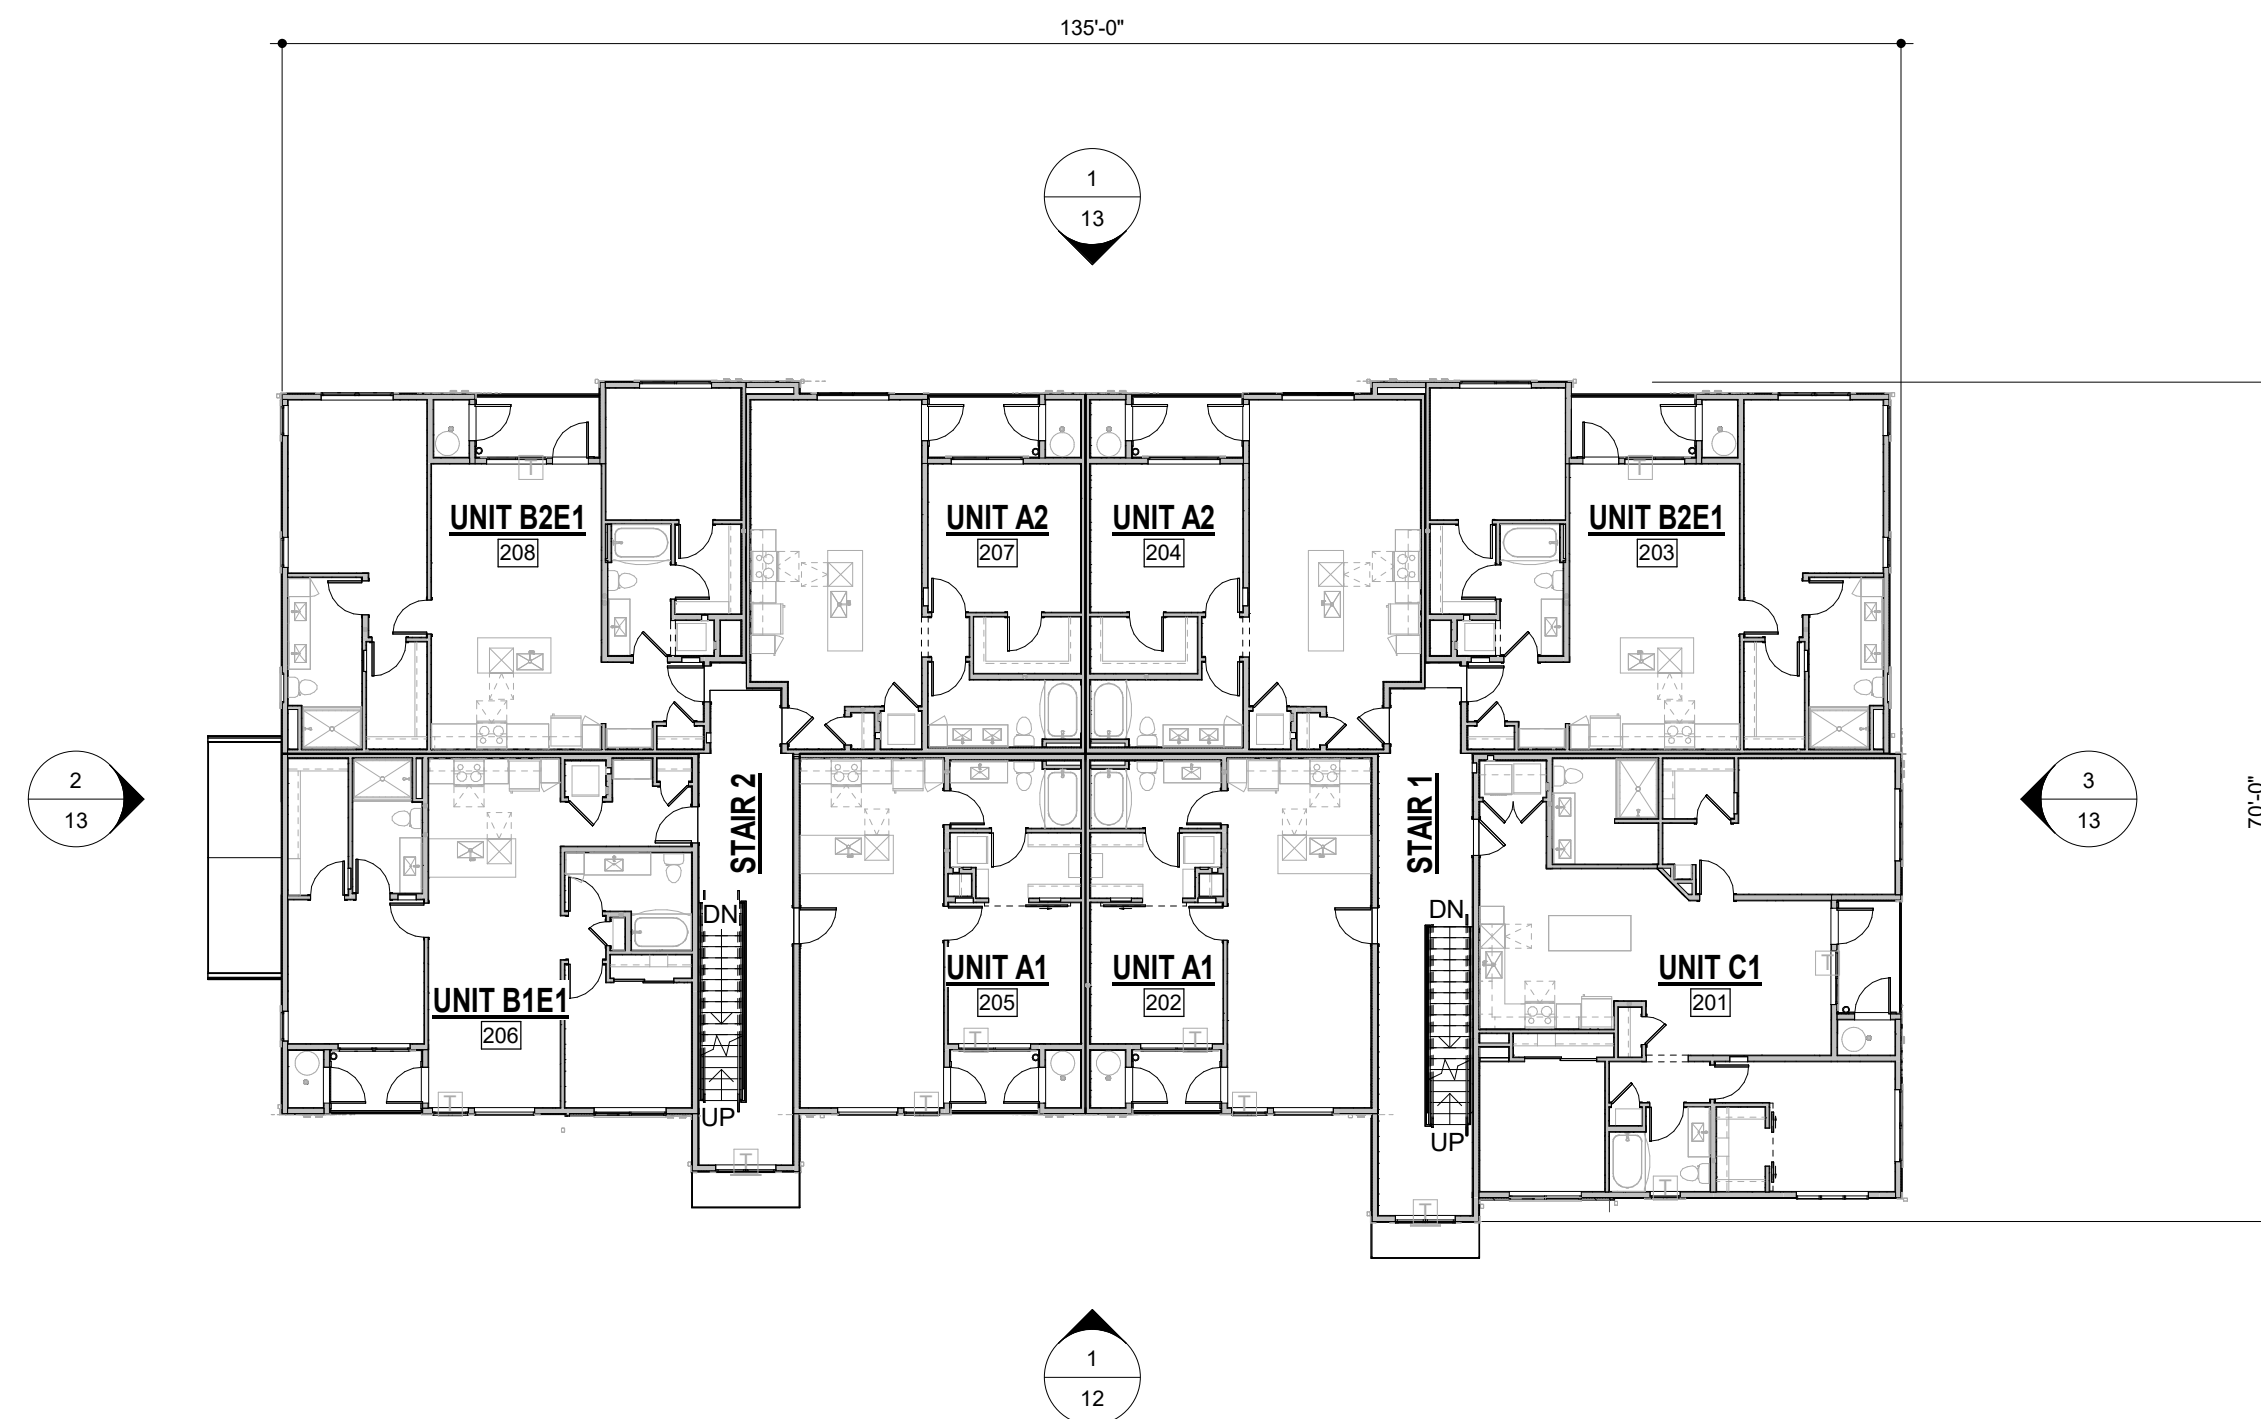 135'-0"
1
13
UNIT B2E1
208
UNIT A2
207
UNIT A2
204
UNIT B2E1
203
2
13
STAIR 2
STAIR 1
3
13
70'-0"
DN
DN
UNIT B1E1
206
UNIT A1
205
UNIT A1
202
UNIT C1
201
UP
UP
T
T
T
T
T
T
T
T
T
T
T
1
12